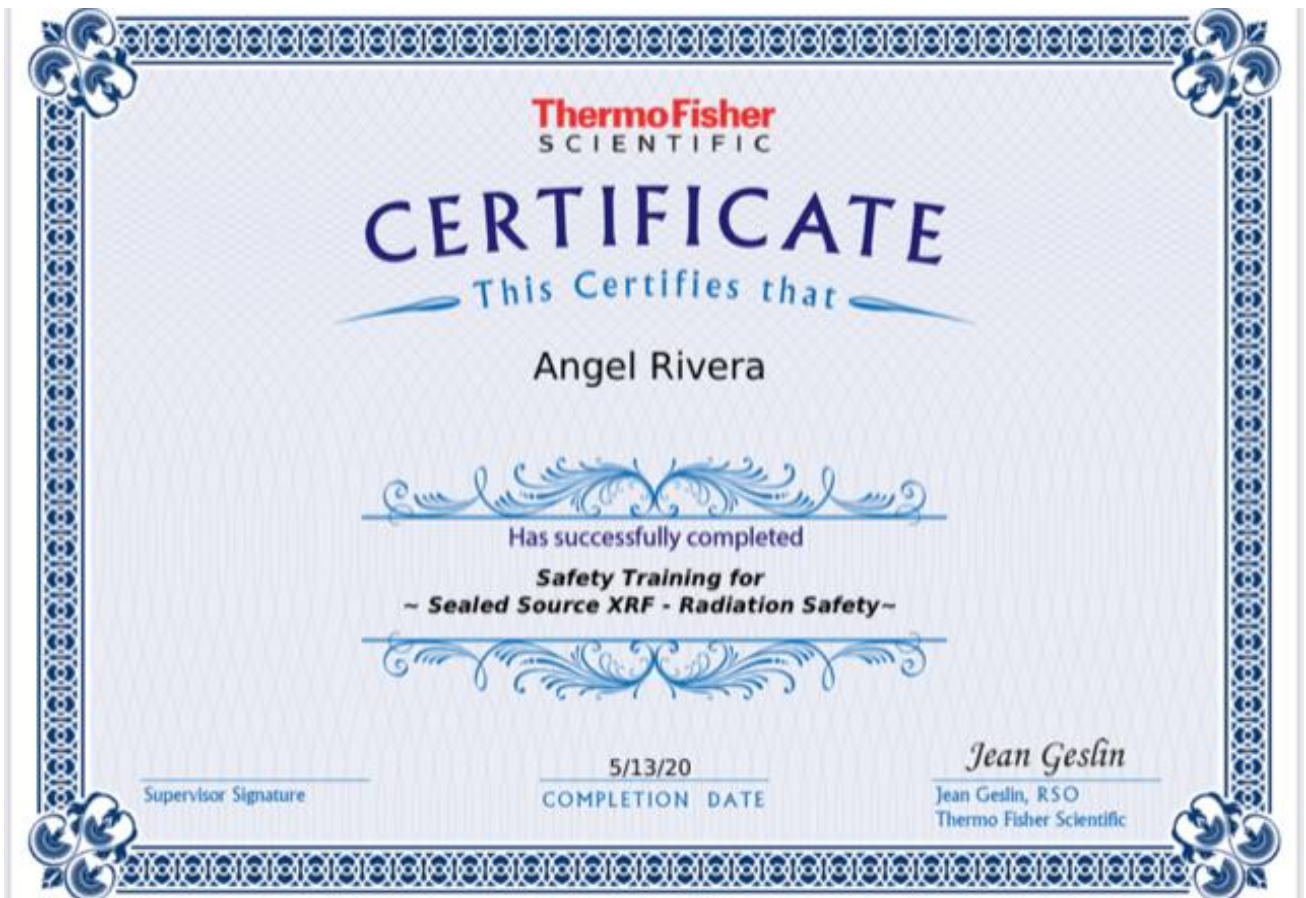 ThermoFisher
SCIENTIFIC
CERTIFICATE
This Certifies that
Angel Rivera
Has successfully completed
Safety Training for
~ Sealed Source XRF - Radiation Safety~
5/13/20
Jean Geslin
Supervisor Signature
COMPLETION DATE
Jean Geslin, RSO
Thermo Fisher Scientific